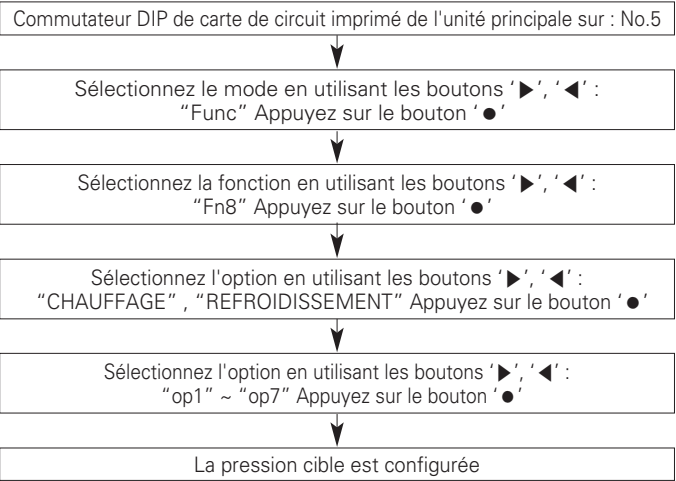 Commutateur DIP de carte de circuit imprimé de l'unité principale sur : No.5
Sélectionnez le mode en utilisant les boutons ‘▶’, ‘◀’ :
“Func” Appuyez sur le bouton ‘●’
Sélectionnez la fonction en utilisant les boutons ‘▶’, ‘◀’ :
“Fn8” Appuyez sur le bouton ‘●’
Sélectionnez l'option en utilisant les boutons ‘▶’, ‘◀’ :
“CHAUFFAGE” , “REFROIDISSEMENT” Appuyez sur le bouton ‘●’
Sélectionnez l'option en utilisant les boutons ‘▶’, ‘◀’ :
“op1” ~ “op7” Appuyez sur le bouton ‘●’
La pression cible est configurée